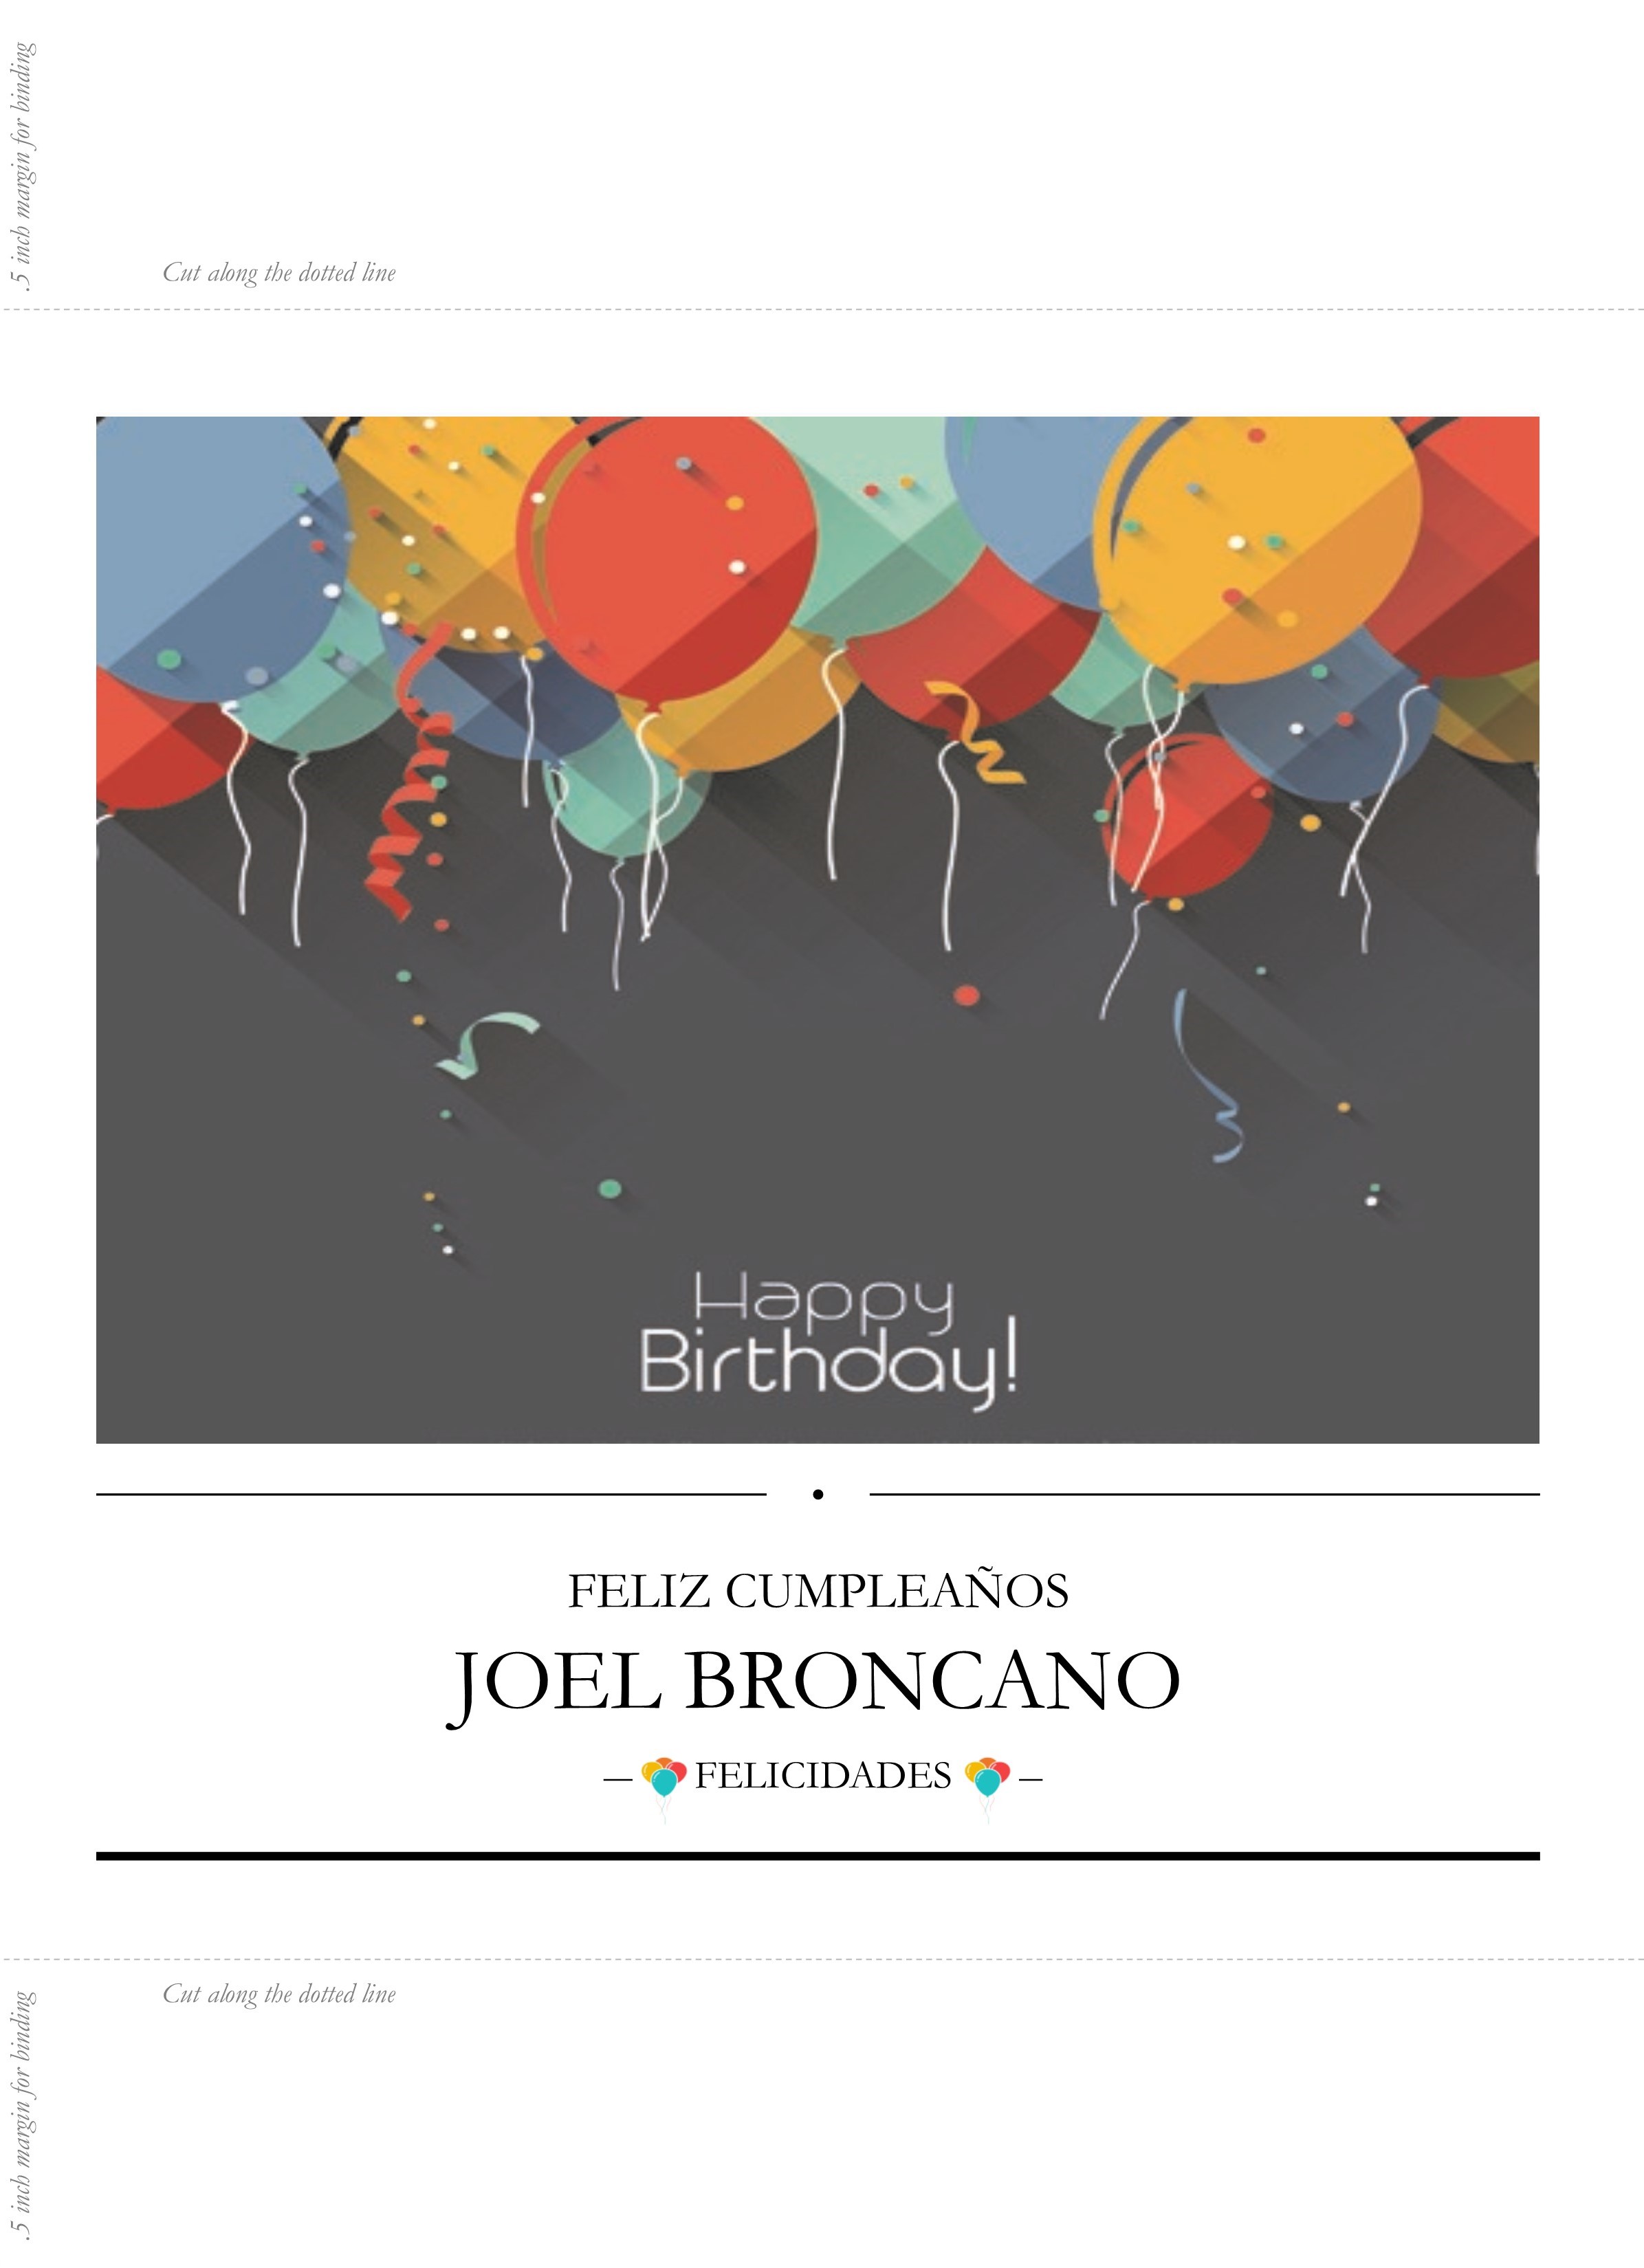 .5 inch margin for binding
Cut along the dotted line
Happy
Birthday!
FELIZ CUMPLEAÑOS
JOEL BRONCANO
— FELICIDADES —
Cut along the dotted line
.5 inch margin for binding